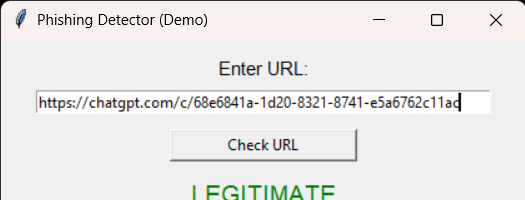 Phishing Detector (Demo)
Enter URL:
https://chatgpt.com/c/68e6841a-1d20-8321-8741-e5a6762c11ac
Check URL
LEGITIMATE